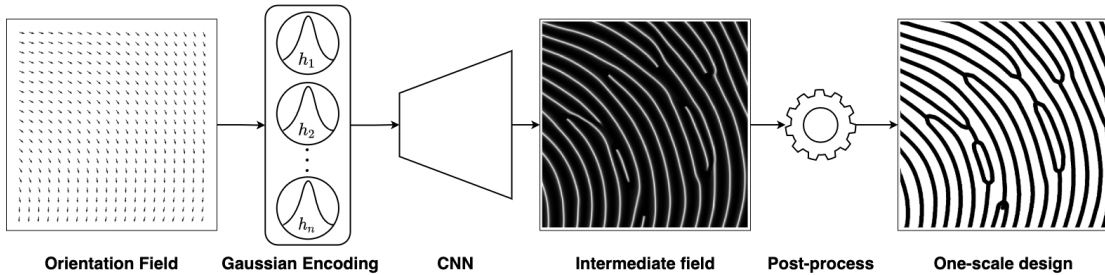 h₁
h₂
hₙ
Orientation Field Gaussian Encoding CNN Intermediate field Post-process One-scale design